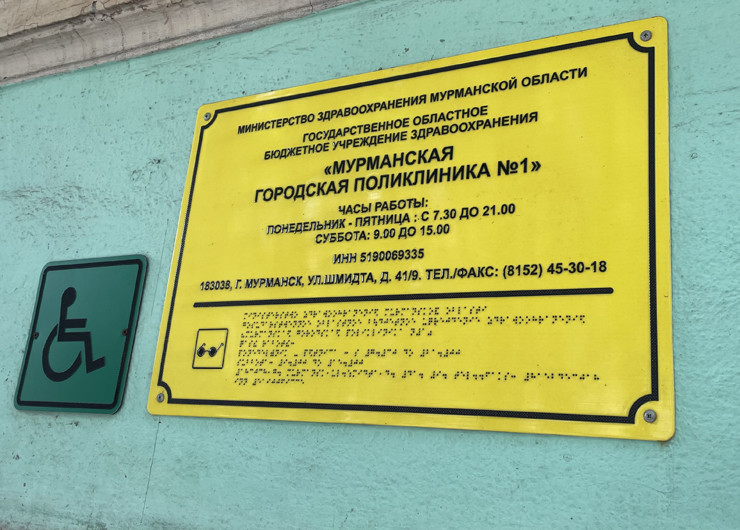 МИНИСТЕРСТВО ЗДРАВООХРАНЕНИЯ МУРМАНСКОЙ ОБЛАСТИ
ГОСУДАРСТВЕННОЕ ОБЛАСТНОЕ
БЮДЖЕТНОЕ УЧРЕЖДЕНИЕ ЗДРАВООХРАНЕНИЯ
«МУРМАНСКАЯ
ГОРОДСКАЯ ПОЛИКЛИНИКА №1»
ЧАСЫ РАБОТЫ:
ПОНЕДЕЛЬНИК - ПЯТНИЦА : С 7.30 ДО 21.00
СУББОТА: 9.00 ДО 15.00
ИНН 5190069335
183038, Г. МУРМАНСК, УЛ.ШМИДТА, Д. 41/9. ТЕЛ./ФАКС: (8152) 45-30-18